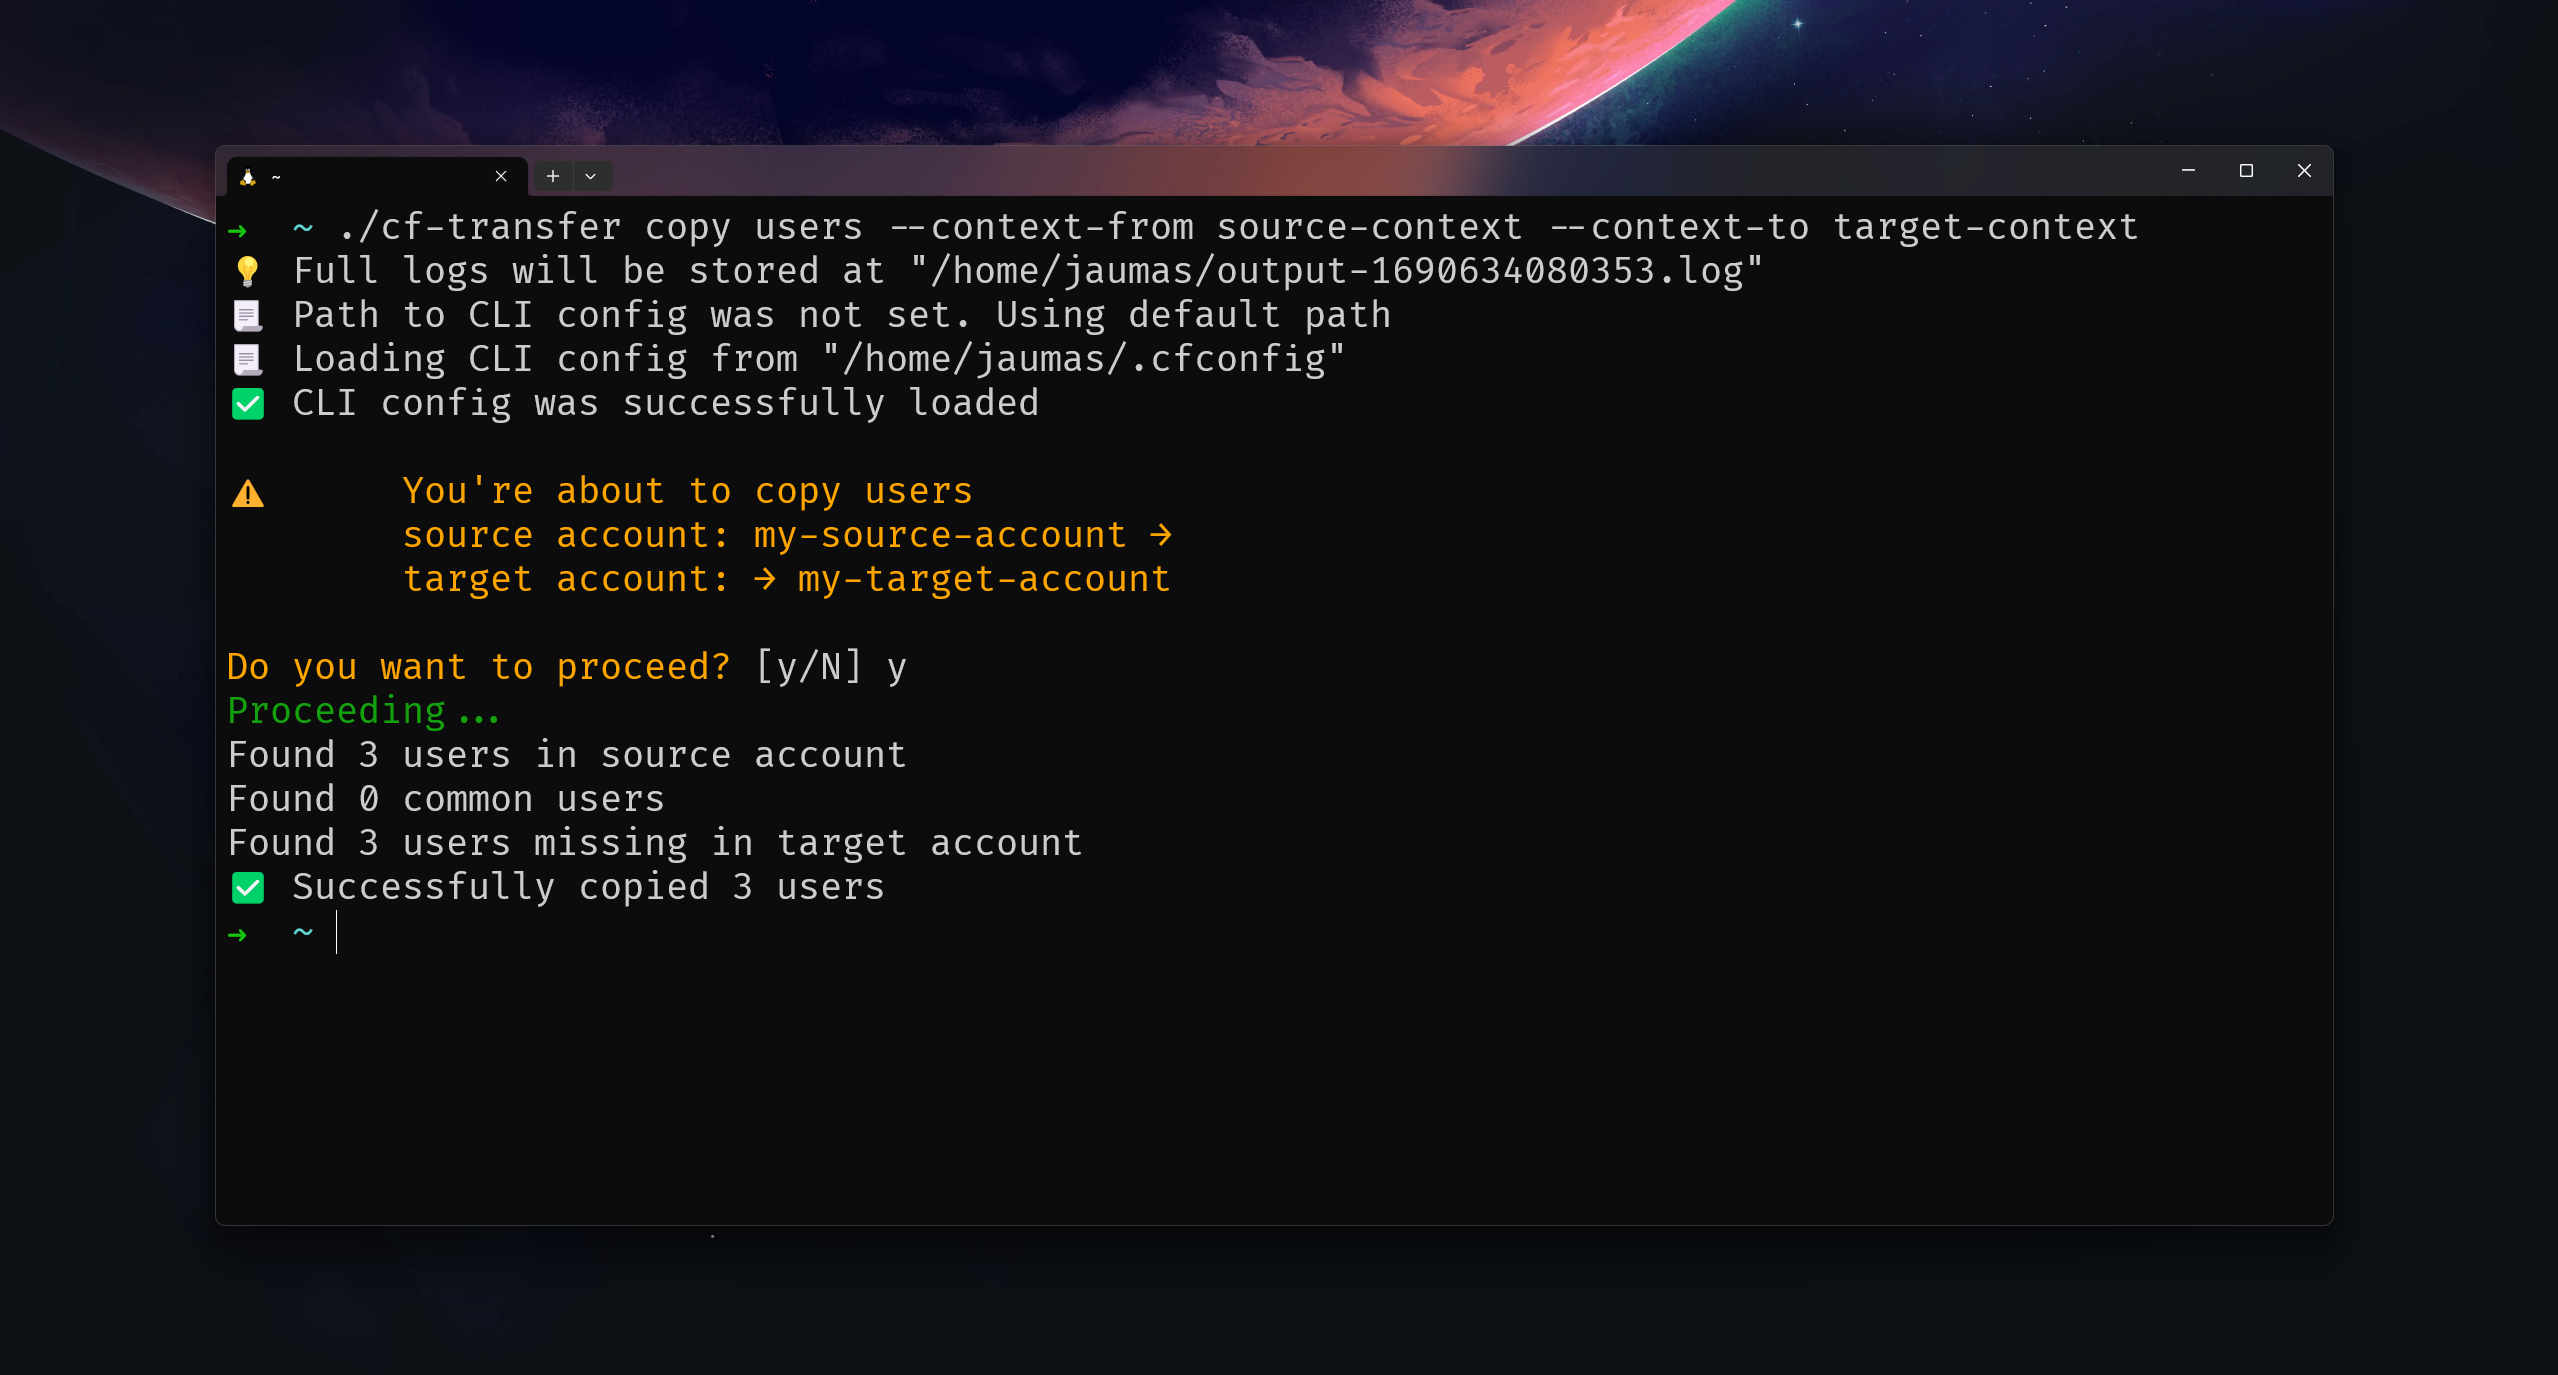 ~
→ ~ ./cf-transfer copy users --context-from source-context --context-to target-context
💡 Full logs will be stored at "/home/jaumas/output-1690634080353.log"
📜 Path to CLI config was not set. Using default path
📜 Loading CLI config from "/home/jaumas/.cfconfig"
✅ CLI config was successfully loaded
⚠ You're about to copy users
source account: my-source-account →
target account: → my-target-account
Do you want to proceed? [y/N] y
Proceeding...
Found 3 users in source account
Found 0 common users
Found 3 users missing in target account
✅ Successfully copied 3 users
→ ~